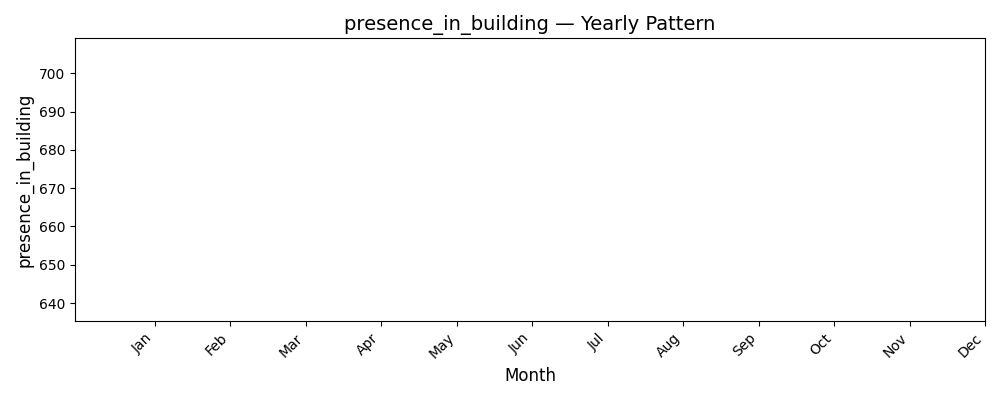 presence_in_building — Yearly Pattern
presence_in_building
700
690
680
670
660
650
640
Jan
Feb
Mar
Apr
May
Jun
Jul
Aug
Sep
Oct
Nov
Dec
Month